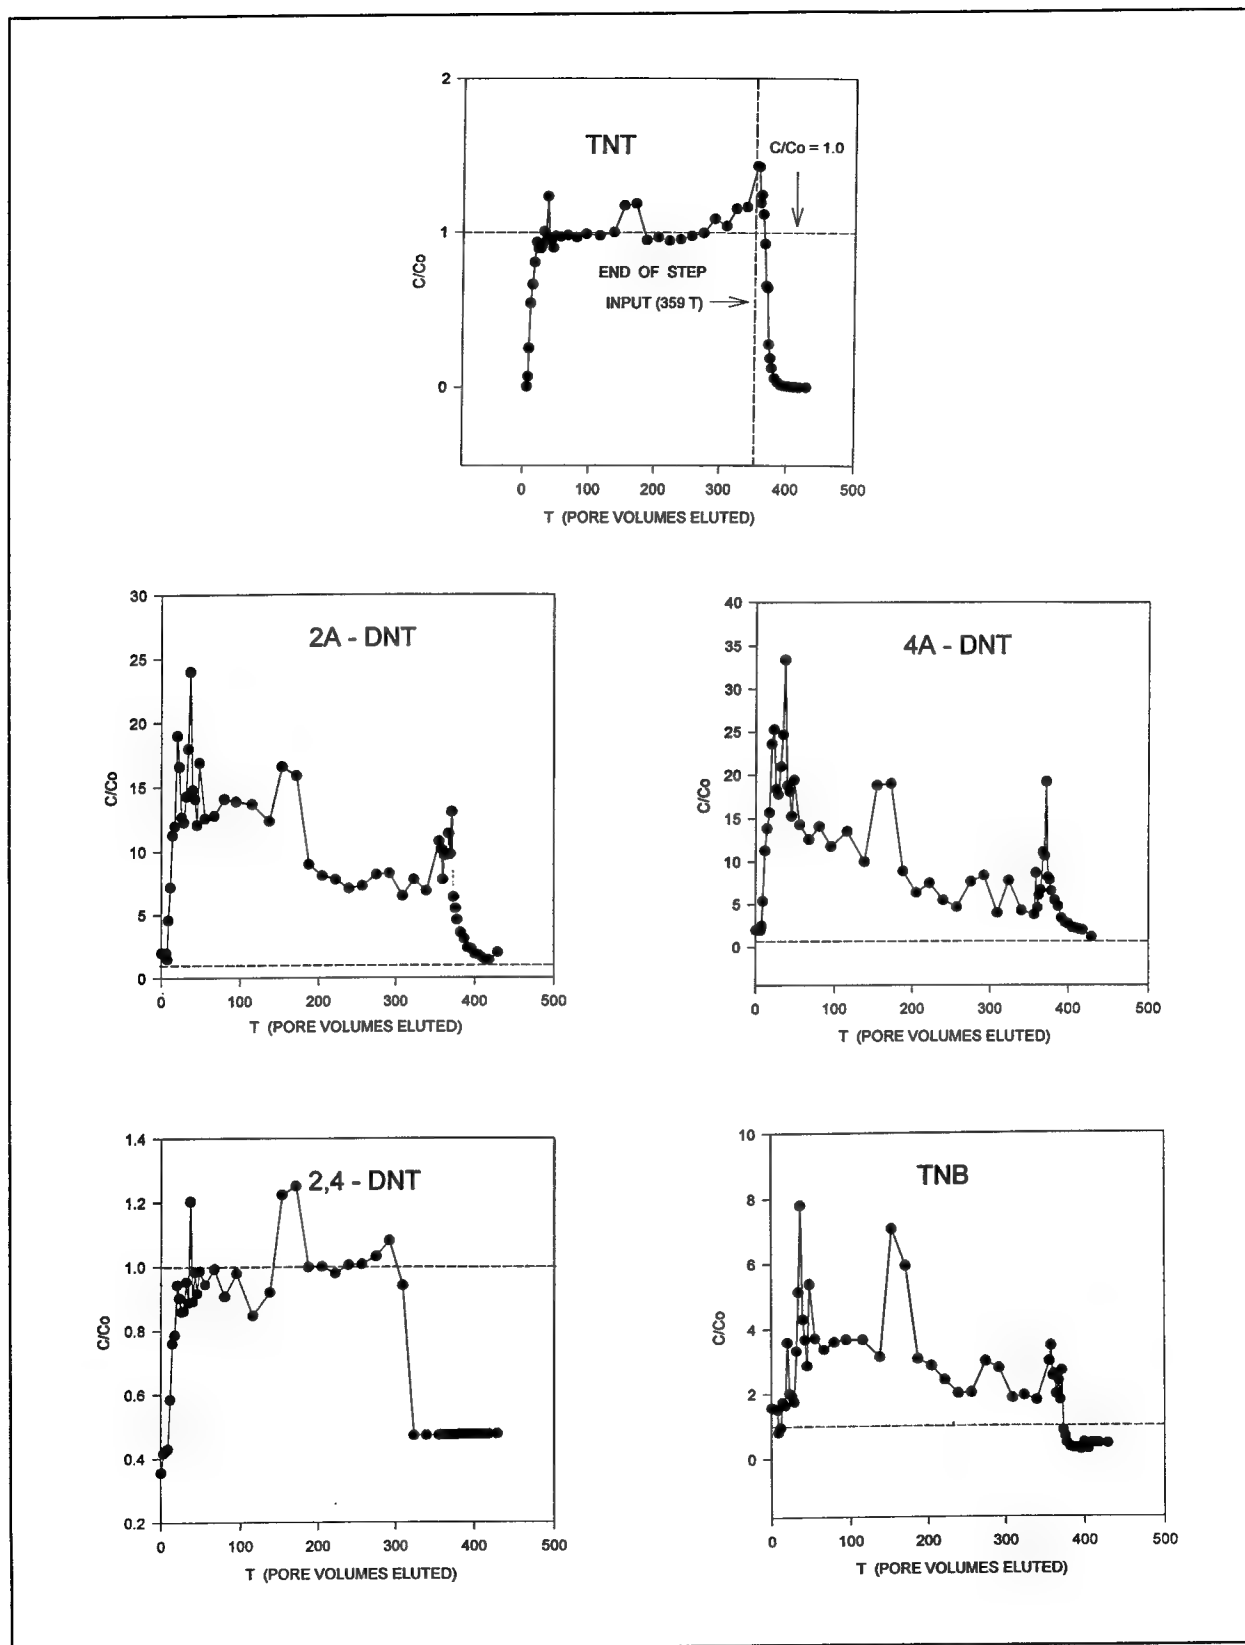 2
TNT
C/Co = 1.0
1
END OF STEP
INPUT (359 T)
C/Co
0
0 100 200 300 400 500
T (PORE VOLUMES ELUTED)
30
2A - DNT
25
20
15
C/Co
10
5
0
0 100 200 300 400 500
T (PORE VOLUMES ELUTED)
40
4A - DNT
35
30
25
20
C/Co
15
10
5
0
0 100 200 300 400 500
T (PORE VOLUMES ELUTED)
1.4
2,4 - DNT
1.2
1.0
C/Co
0.8
0.6
0.4
0.2
0 100 200 300 400 500
T (PORE VOLUMES ELUTED)
10
TNB
8
6
C/Co
4
2
0
0 100 200 300 400 500
T (PORE VOLUMES ELUTED)